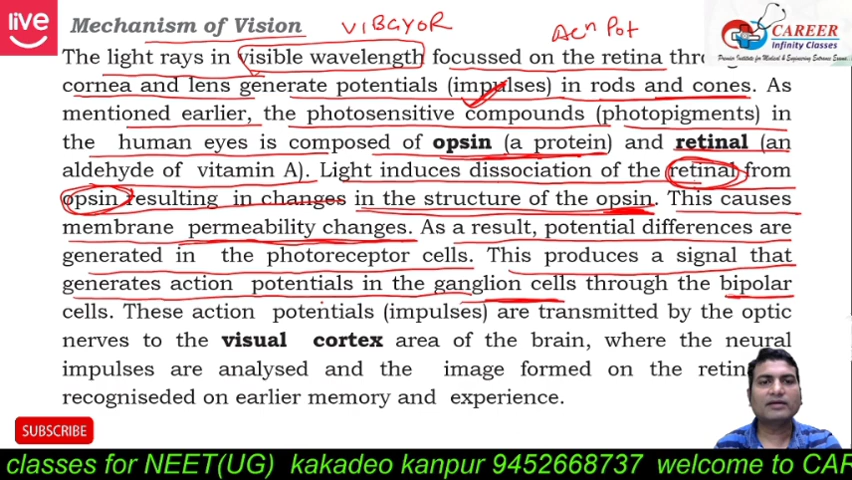 live
Mechanism of Vision
VIBGYOR
Acn Pot
CAREER
Infinity Classes
Premier Institute for Medical & Engineering Entrance Exams
The light rays in visible wavelength focussed on the retina
cornea and lens generate potentials (impulses) in rods and cones. As
mentioned earlier, the photosensitive compounds (photopigments) in
the human eyes is composed of opsin (a protein) and retinal (an
aldehyde of vitamin A). Light induces dissociation of the retinal from
opsin resulting in changes in the structure of the opsin. This causes
membrane permeability changes. As a result, potential differences are
generated in the photoreceptor cells. This produces a signal that
generates action potentials in the ganglion cells through the bipolar
cells. These action potentials (impulses) are transmitted by the optic
nerves to the visual cortex area of the brain, where the neural
impulses are analysed and the image formed on the
recogniseded on earlier memory and experience.
SUBSCRIBE
classes for NEET(UG) kakadeo kanpur 9452668737 welcome to CAR